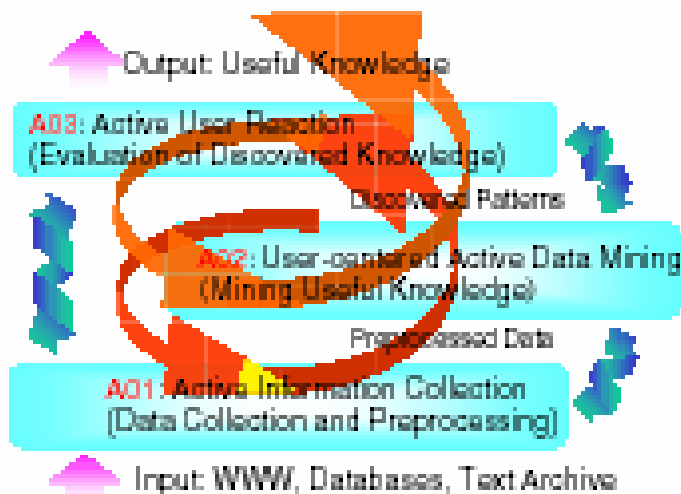 Output: Useful Knowledge
A03: Active User Reaction
(Evaluation of Discovered Knowledge)
Discovered Patterns
A02: User-centered Active Data Mining
(Mining Useful Knowledge)
Preprocessed Data
A01: Active Information Collection
(Data Collection and Preprocessing)
Input: WWW, Databases, Text Archive